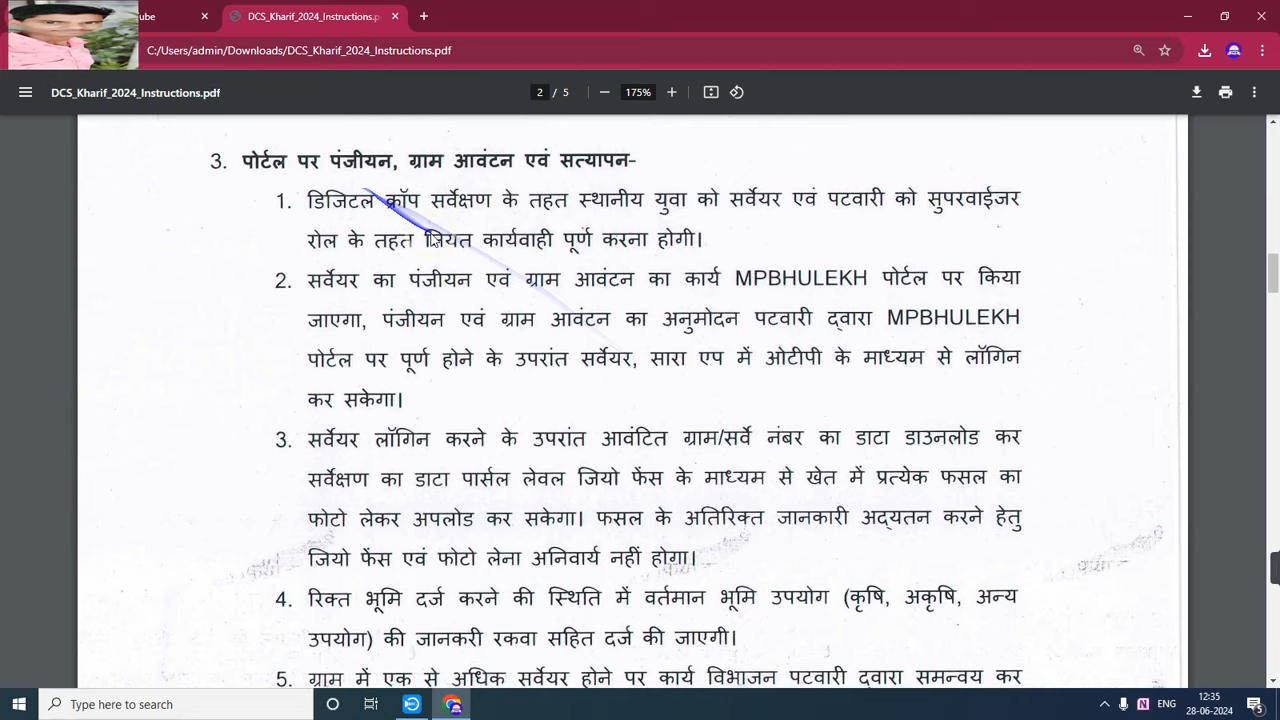 ube
DCS_Kharif_2024_Instructions.p
C:/Users/admin/Downloads/DCS_Kharif_2024_Instructions.pdf
DCS_Kharif_2024_Instructions.pdf
2 / 5
175%
3. पोर्टल पर पंजीयन, ग्राम आवंटन एवं सत्यापन-
1. डिजिटल क्रॉप सर्वेक्षण के तहत स्थानीय युवा को सर्वेयर एवं पटवारी को सुपरवाईजर
रोल के तहत नियत कार्यवाही पूर्ण करना होगी।
2. सर्वेयर का पंजीयन एवं ग्राम आवंटन का कार्य MPBHULEKH पोर्टल पर किया
जाएगा, पंजीयन एवं ग्राम आवंटन का अनुमोदन पटवारी द्वारा MPBHULEKH
पोर्टल पर पूर्ण होने के उपरांत सर्वेयर, सारा एप में ओटीपी के माध्यम से लॉगिन
कर सकेगा।
3. सर्वेयर लॉगिन करने के उपरांत आवंटित ग्राम/सर्वे नंबर का डाटा डाउनलोड कर
सर्वेक्षण का डाटा पार्सल लेवल जियो फेंस के माध्यम से खेत में प्रत्येक फसल का
फोटो लेकर अपलोड कर सकेगा। फसल के अतिरिक्त जानकारी अद्यतन करने हेतु
जियो फेंस एवं फोटो लेना अनिवार्य नहीं होगा।
4. रिक्त भूमि दर्ज करने की स्थिति में वर्तमान भूमि उपयोग (कृषि, अकृषि, अन्य
उपयोग) की जानकरी रकवा सहित दर्ज की जाएगी।
5. ग्राम में एक से अधिक सर्वेयर होने पर कार्य विभाजन पटवारी द्वारा समन्वय कर
Type here to search
ENG
12:35
28-06-2024
5